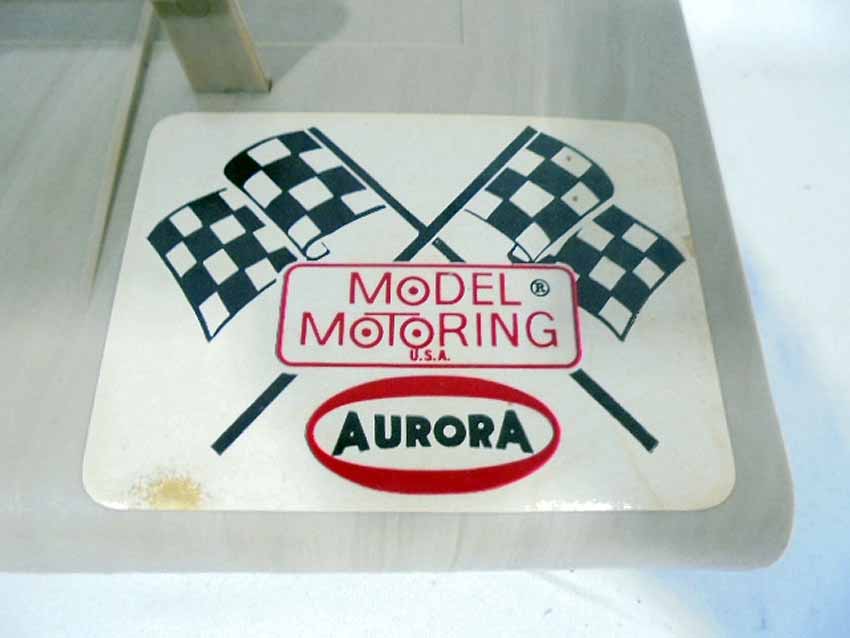 MODEL ®
MOTORING
U.S.A.
AURORA